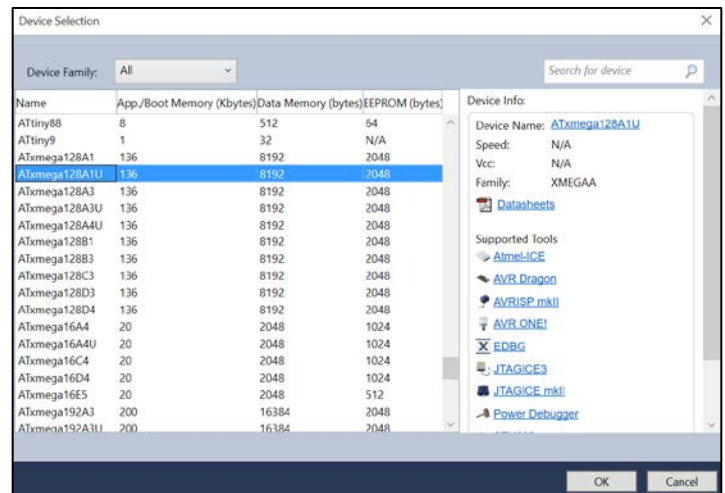 Device Selection
Device Family: All
Search for device
Name App./Boot Memory (Kbytes) Data Memory (bytes) EEPROM (bytes)
ATtiny88 8 512 64
ATtiny9 1 32 N/A
ATxmega128A1 136 8192 2048
ATxmega128A1U 136 8192 2048
ATxmega128A3 136 8192 2048
ATxmega128A3U 136 8192 2048
ATxmega128A4U 136 8192 2048
ATxmega128B1 136 8192 2048
ATxmega128B3 136 8192 2048
ATxmega128C3 136 8192 2048
ATxmega128D3 136 8192 2048
ATxmega128D4 136 8192 2048
ATxmega16A4 20 2048 1024
ATxmega16A4U 20 2048 1024
ATxmega16C4 20 2048 1024
ATxmega16D4 20 2048 1024
ATxmega16E5 20 2048 512
ATxmega192A3 200 16384 2048
ATxmega192A3U 200 16384 2048
Device Info:
Device Name: ATxmega128A1U
Speed: N/A
Vcc: N/A
Family: XMEGAA
Datasheets
Supported Tools
Atmel-ICE
AVR Dragon
AVRISP mkII
AVR ONE!
EDBG
JTAGICE3
JTAGICE mkII
Power Debugger
OK Cancel